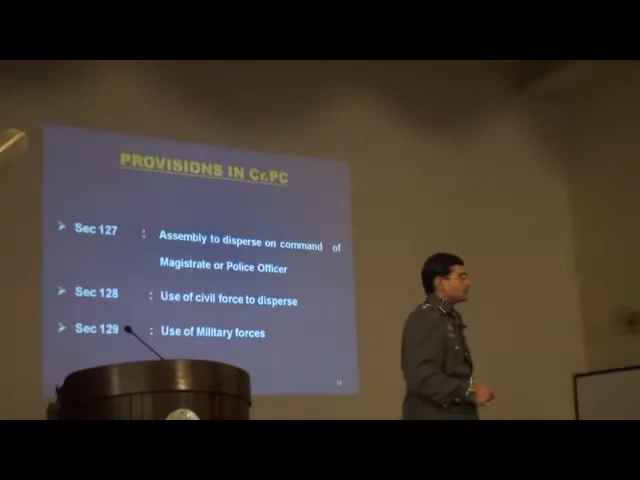 PROVISIONS IN Cr.PC
➢ Sec 127 : Assembly to disperse on command of
Magistrate or Police Officer
➢ Sec 128 : Use of civil force to disperse
➢ Sec 129 : Use of Military forces